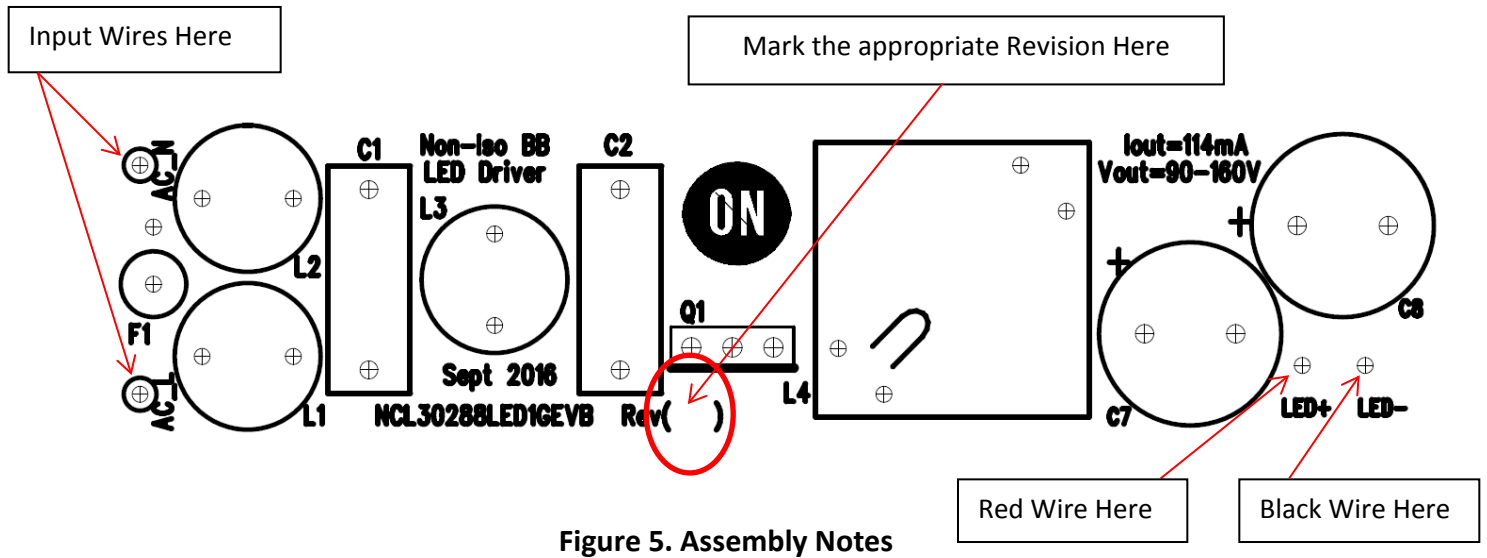 Input Wires Here
Mark the appropriate Revision Here
AC_N
L2
C1
Non-iso BB
LED Driver
L3
C2
ON
Iout=114mA
Vout=90-160V
+
+
F1
Q1
C8
AC_L
L1
Sept 2016
NCL30288LED1GEVB Rev( )
L4
C7
LED+
LED-
Red Wire Here
Black Wire Here
Figure 5. Assembly Notes